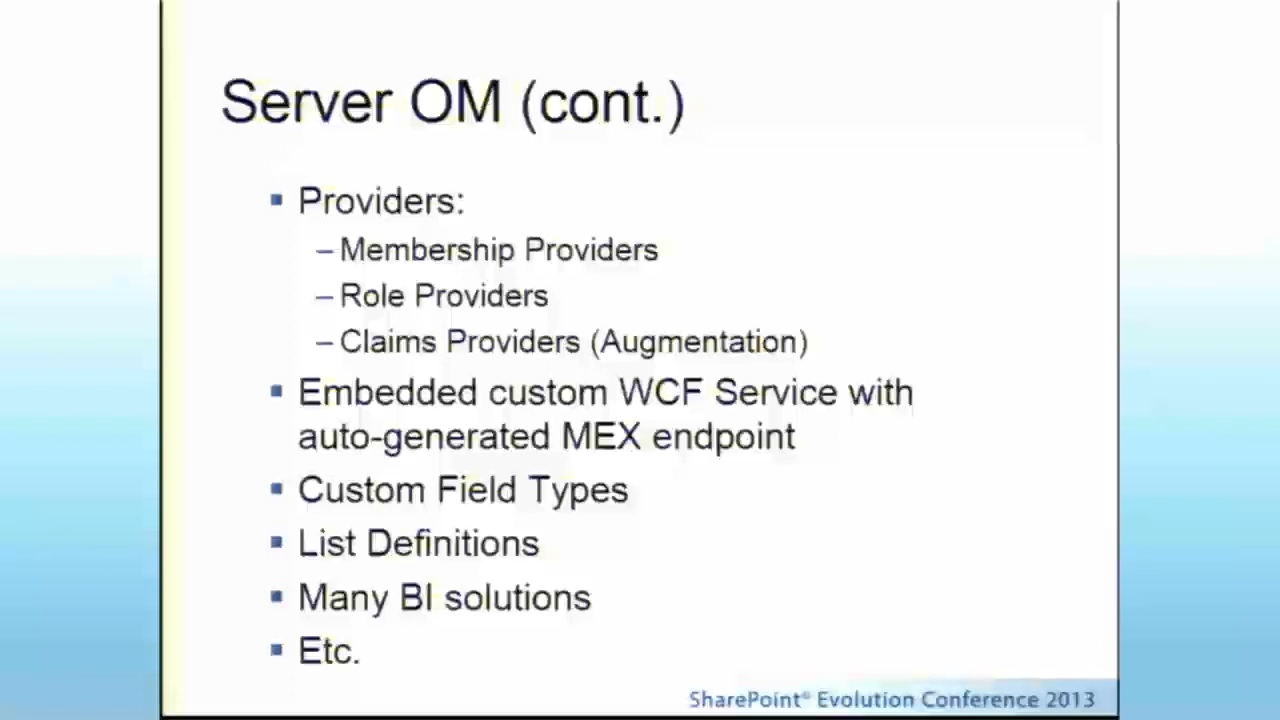 Server OM (cont.)
▪ Providers:
– Membership Providers
– Role Providers
– Claims Providers (Augmentation)
▪ Embedded custom WCF Service with
auto-generated MEX endpoint
▪ Custom Field Types
▪ List Definitions
▪ Many BI solutions
▪ Etc.
SharePoint® Evolution Conference 2013